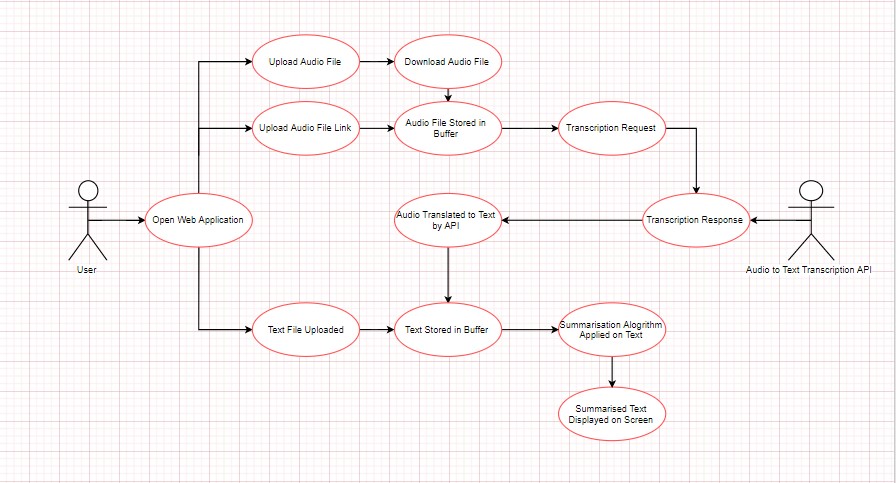 Upload Audio File
Download Audio File
Upload Audio File Link
Audio File Stored in
Buffer
Transcription Request
User
Open Web Application
Audio Translated to Text
by API
Transcription Response
Audio to Text Transcription API
Text File Uploaded
Text Stored in Buffer
Summarisation Alogrithm
Applied on Text
Summarised Text
Displayed on Screen